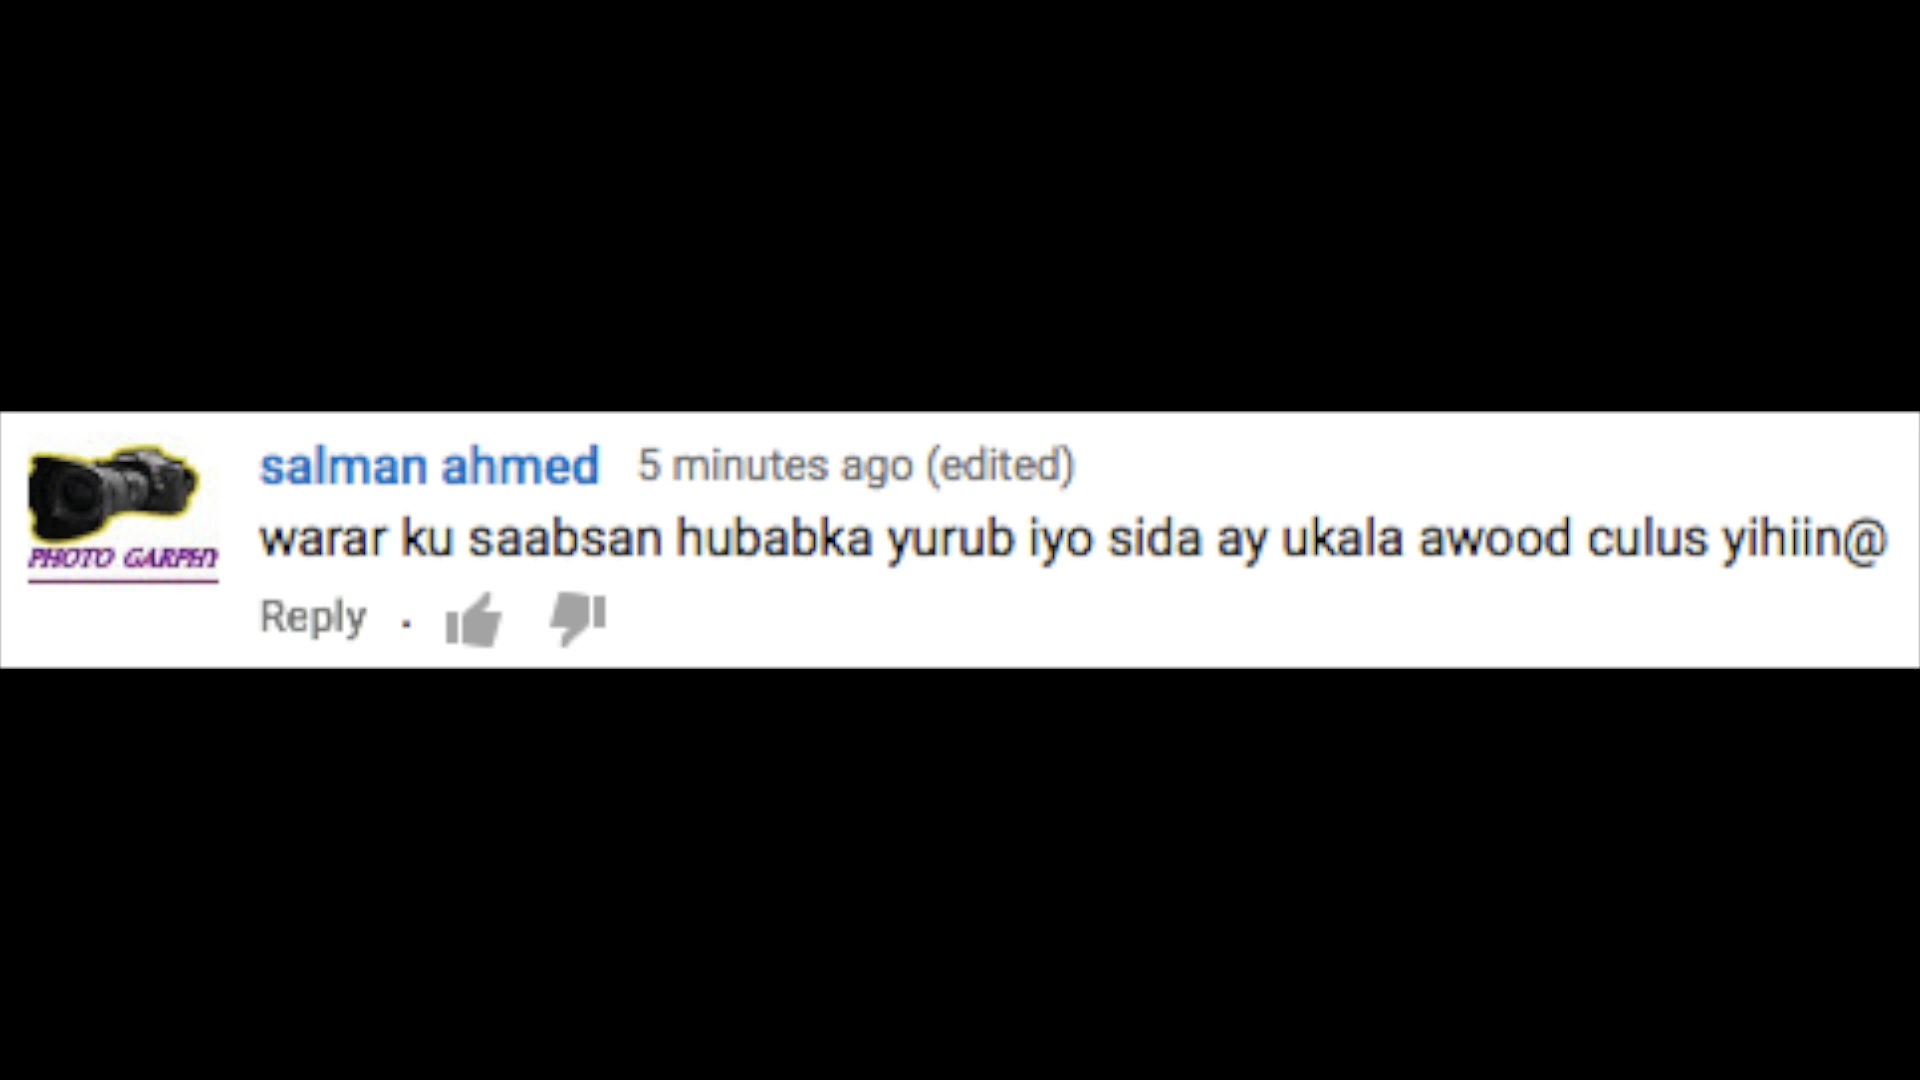 salman ahmed 5 minutes ago (edited)
warar ku saabsan hubabka yurub iyo sida ay ukala awood culus yihiin@
PHOTO GARPHY
Reply .